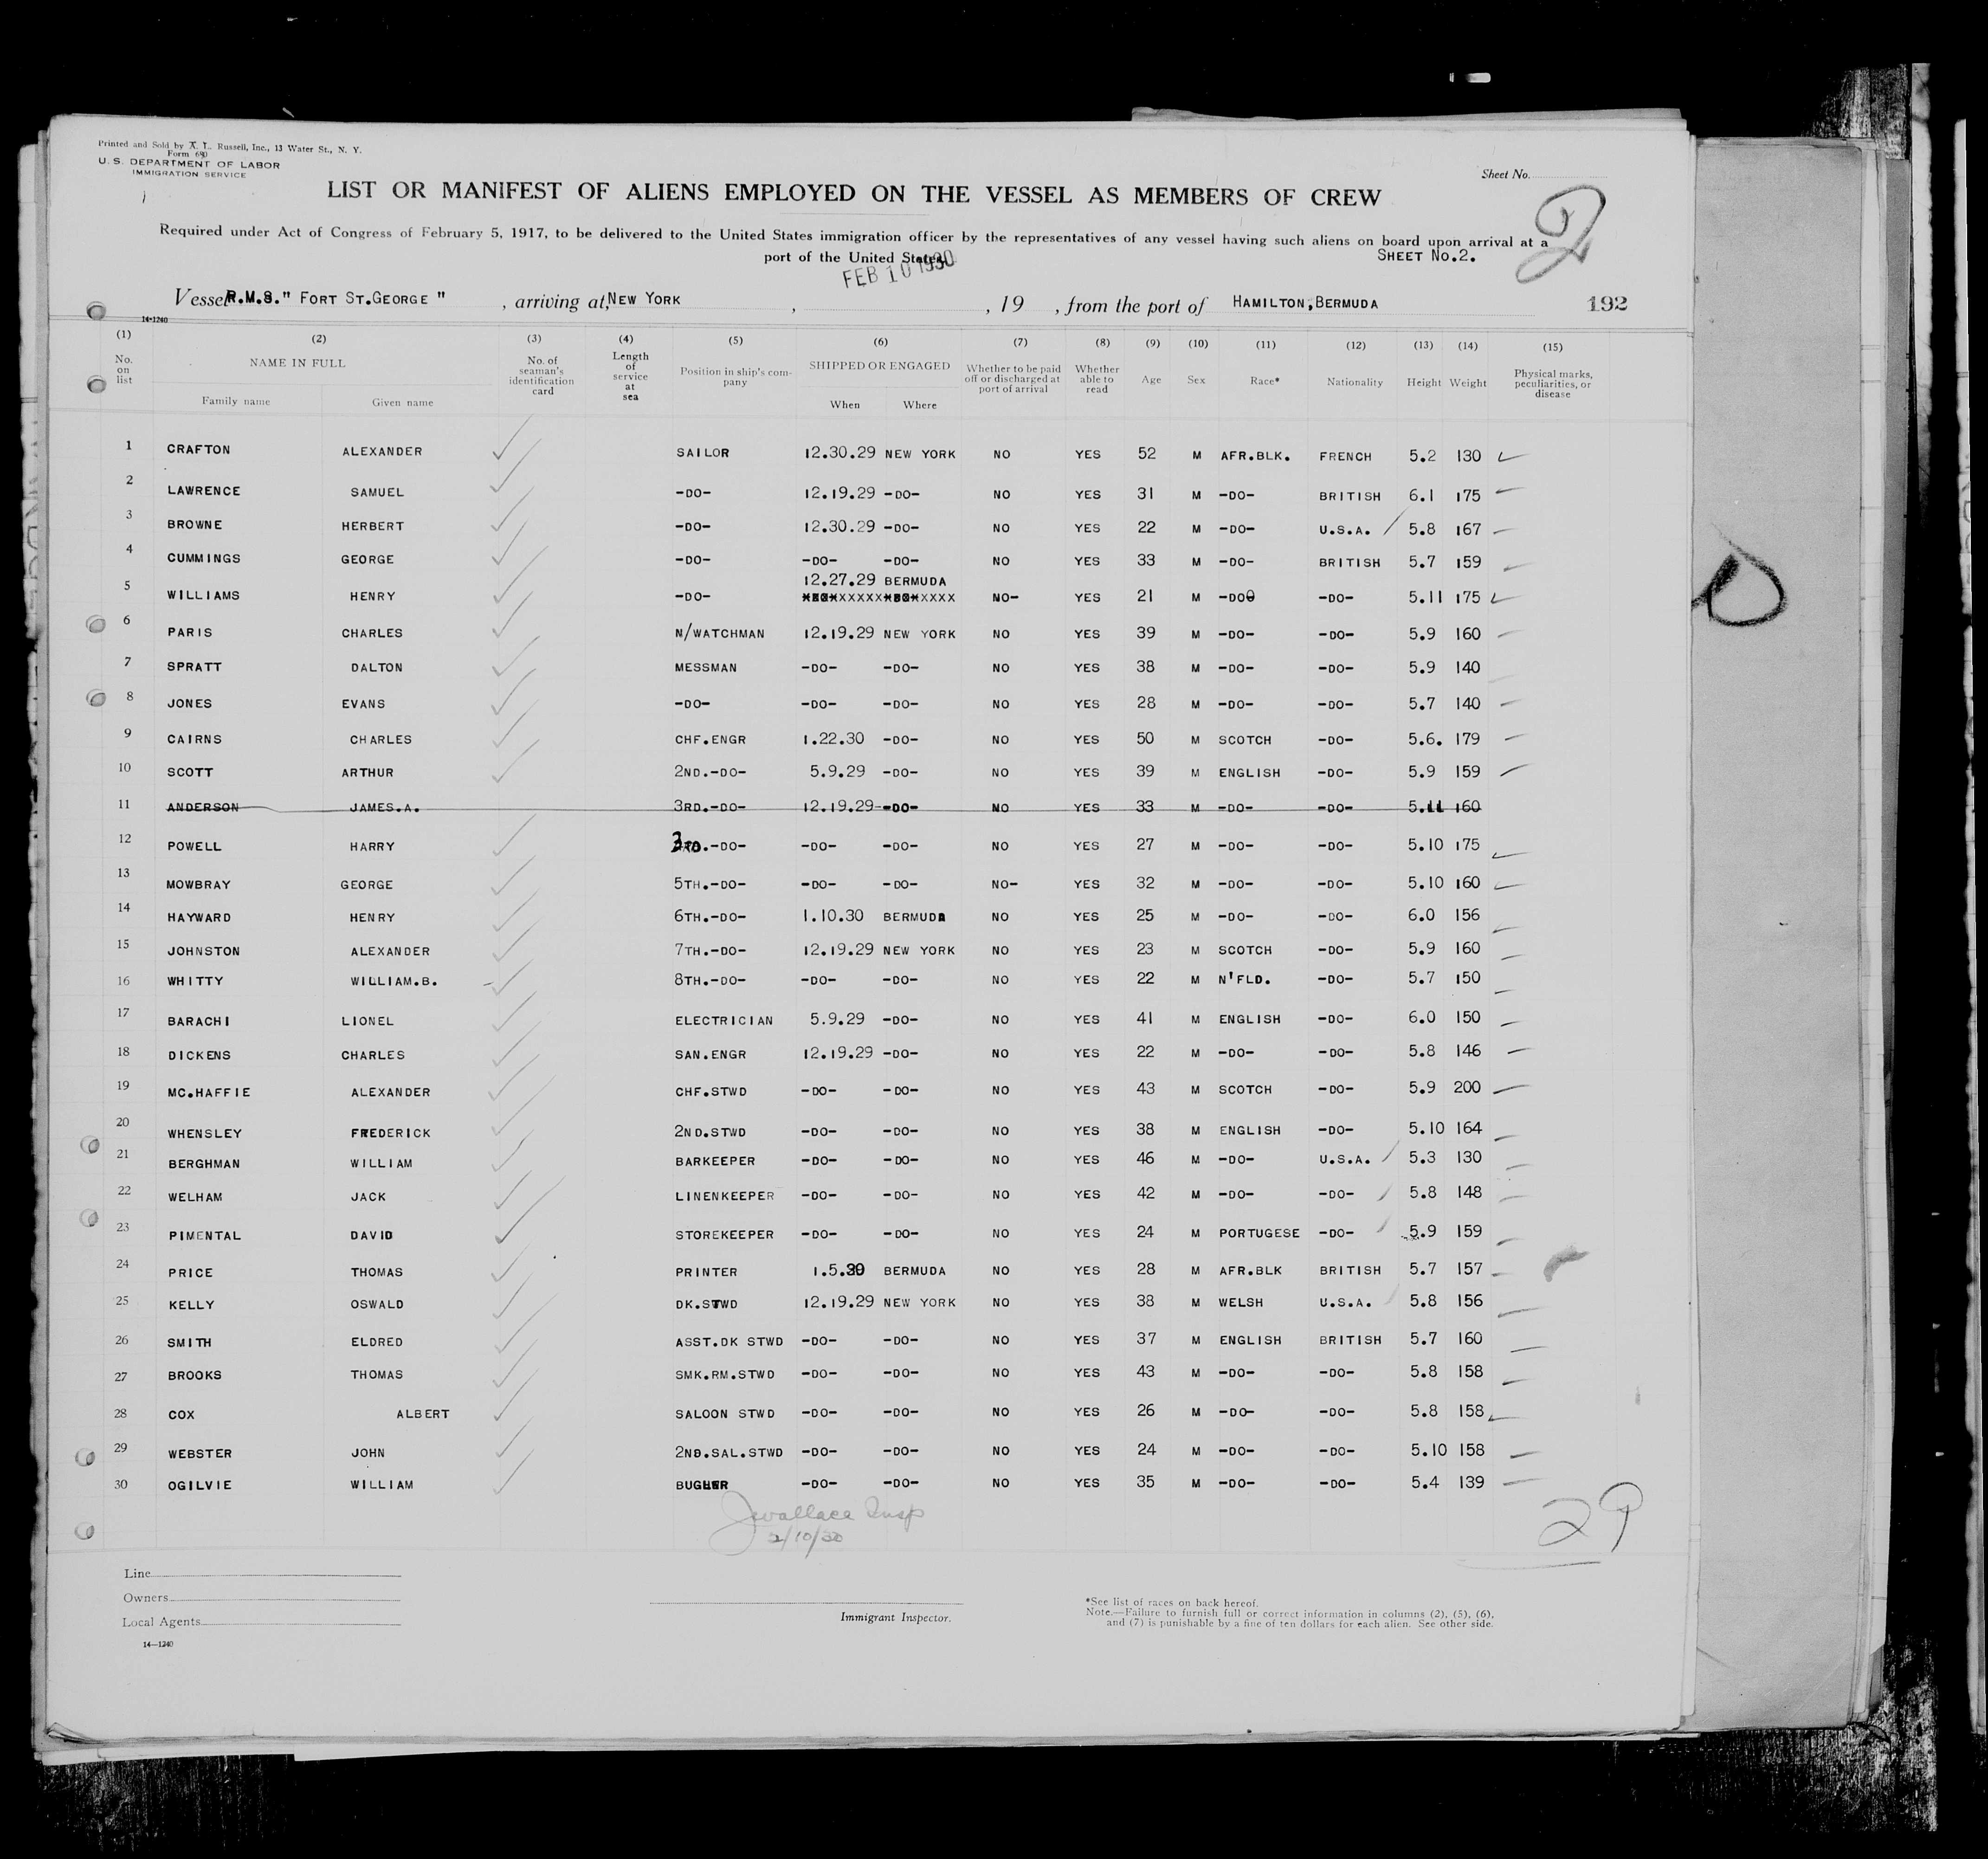 Printed and Sold by A. L. Russell, Inc., 13 Water St., N. Y.
Form 680
U. S. DEPARTMENT OF LABOR
IMMIGRATION SERVICE
Sheet No.
LIST OR MANIFEST OF ALIENS EMPLOYED ON THE VESSEL AS MEMBERS OF CREW
2
Required under Act of Congress of February 5, 1917, to be delivered to the United States immigration officer by the representatives of any vessel having such aliens on board upon arrival at a
port of the United States
SHEET No.2.
FEB 10 1930
Vessel R.M.S." FORT ST.GEORGE " , arriving at, NEW YORK , , 19 , from the port of HAMILTON,BERMUDA 192
14-1240
(1) (2) (3) (4) (5) (6) (7) (8) (9) (10) (11) (12) (13) (14) (15)
No. on list NAME IN FULL Family name Given name No. of seaman's identification card Length of service at sea Position in ship's company SHIPPED OR ENGAGED When Where Whether to be paid off or discharged at port of arrival Whether able to read Age Sex Race* Nationality Height Weight Physical marks, peculiarities, or disease
1 CRAFTON ALEXANDER SAILOR 12.30.29 NEW YORK NO YES 52 M AFR.BLK. FRENCH 5.2 130
2 LAWRENCE SAMUEL -DO- 12.19.29 -DO- NO YES 31 M -DO- BRITISH 6.1 175
3 BROWNE HERBERT -DO- 12.30.29 -DO- NO YES 22 M -DO- U.S.A. 5.8 167
4 CUMMINGS GEORGE -DO- -DO- -DO- NO YES 33 M -DO- BRITISH 5.7 159
12.27.29 BERMUDA
5 WILLIAMS HENRY -DO- NO- YES 21 M -DO -DO- 5.11 175
6 PARIS CHARLES N/WATCHMAN 12.19.29 NEW YORK NO YES 39 M -DO- -DO- 5.9 160
7 SPRATT DALTON MESSMAN -DO- -DO- NO YES 38 M -DO- -DO- 5.9 140
8 JONES EVANS -DO- -DO- -DO- NO YES 28 M -DO- -DO- 5.7 140
9 CAIRNS CHARLES CHF.ENGR 1.22.30 -DO- NO YES 50 M SCOTCH -DO- 5.6. 179
10 SCOTT ARTHUR 2ND.-DO- 5.9.29 -DO- NO YES 39 M ENGLISH -DO- 5.9 159
11 ANDERSON JAMES.A. 3RD.-DO- 12.19.29 -DO- NO YES 33 M -DO- -DO- 5.11 160
12 POWELL HARRY 3RD.-DO- -DO- -DO- NO YES 27 M -DO- -DO- 5.10 175
13 MOWBRAY GEORGE 5TH.-DO- -DO- -DO- NO- YES 32 M -DO- -DO- 5.10 160
14 HAYWARD HENRY 6TH.-DO- 1.10.30 BERMUDA NO YES 25 M -DO- -DO- 6.0 156
15 JOHNSTON ALEXANDER 7TH.-DO- 12.19.29 NEW YORK NO YES 23 M SCOTCH -DO- 5.9 160
16 WHITTY WILLIAM.B. 8TH.-DO- -DO- -DO- NO YES 22 M N'FLD. -DO- 5.7 150
17 BARACHI LIONEL ELECTRICIAN 5.9.29 -DO- NO YES 41 M ENGLISH -DO- 6.0 150
18 DICKENS CHARLES SAN.ENGR 12.19.29 -DO- NO YES 22 M -DO- -DO- 5.8 146
19 MC.HAFFIE ALEXANDER CHF.STWD -DO- -DO- NO YES 43 M SCOTCH -DO- 5.9 200
20 WHENSLEY FREDERICK 2ND.STWD -DO- -DO- NO YES 38 M ENGLISH -DO- 5.10 164
21 BERGHMAN WILLIAM BARKEEPER -DO- -DO- NO YES 46 M -DO- U.S.A. 5.3 130
22 WELHAM JACK LINENKEEPER -DO- -DO- NO YES 42 M -DO- -DO- 5.8 148
23 PIMENTAL DAVID STOREKEEPER -DO- -DO- NO YES 24 M PORTUGESE -DO- 5.9 159
24 PRICE THOMAS PRINTER 1.5.30 BERMUDA NO YES 28 M AFR.BLK BRITISH 5.7 157
25 KELLY OSWALD DK.STWD 12.19.29 NEW YORK NO YES 38 M WELSH U.S.A. 5.8 156
26 SMITH ELDRED ASST.DK STWD -DO- -DO- NO YES 37 M ENGLISH BRITISH 5.7 160
27 BROOKS THOMAS SMK.RM.STWD -DO- -DO- NO YES 43 M -DO- -DO- 5.8 158
28 COX ALBERT SALOON STWD -DO- -DO- NO YES 26 M -DO- -DO- 5.8 158
29 WEBSTER JOHN 2ND.SAL.STWD -DO- -DO- NO YES 24 M -DO- -DO- 5.10 158
30 OGILVIE WILLIAM BUGLER -DO- -DO- NO YES 35 M -DO- -DO- 5.4 139
JWallace Insp
2/10/30
29
Line
Owners
Local Agents
14-1240
Immigrant Inspector.
*See list of races on back hereof.
Note.—Failure to furnish full or correct information in columns (2), (5), (6),
and (7) is punishable by a fine of ten dollars for each alien. See other side.